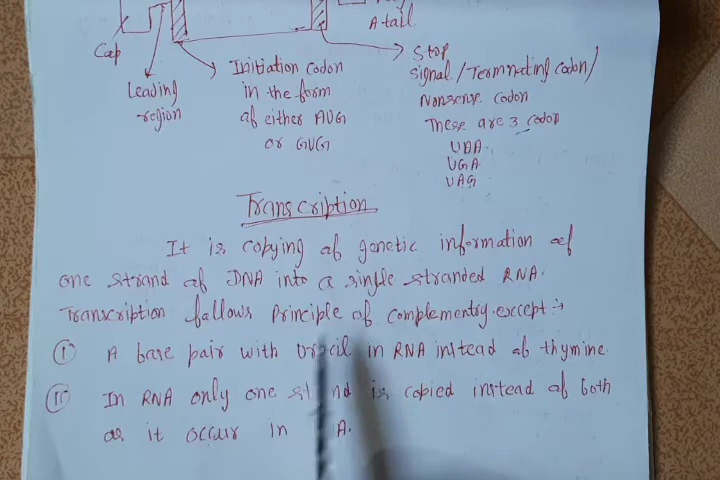 A-tail
Cap
Leading
region
Initiation codon
in the form
of either AUG
or GUG
Stop
signal/Terminating codon/
Nonsense codon
These are 3 codon
UAA.
UGA
UAG
Transcription
It is copying of genetic information of
one strand of DNA into a single stranded RNA.
Transcription follows Principle of complementry.except :→
(I) A base pair with Uracil in RNA instead of thymine
(II) In RNA only one strand is copied instead of both
as it occur in